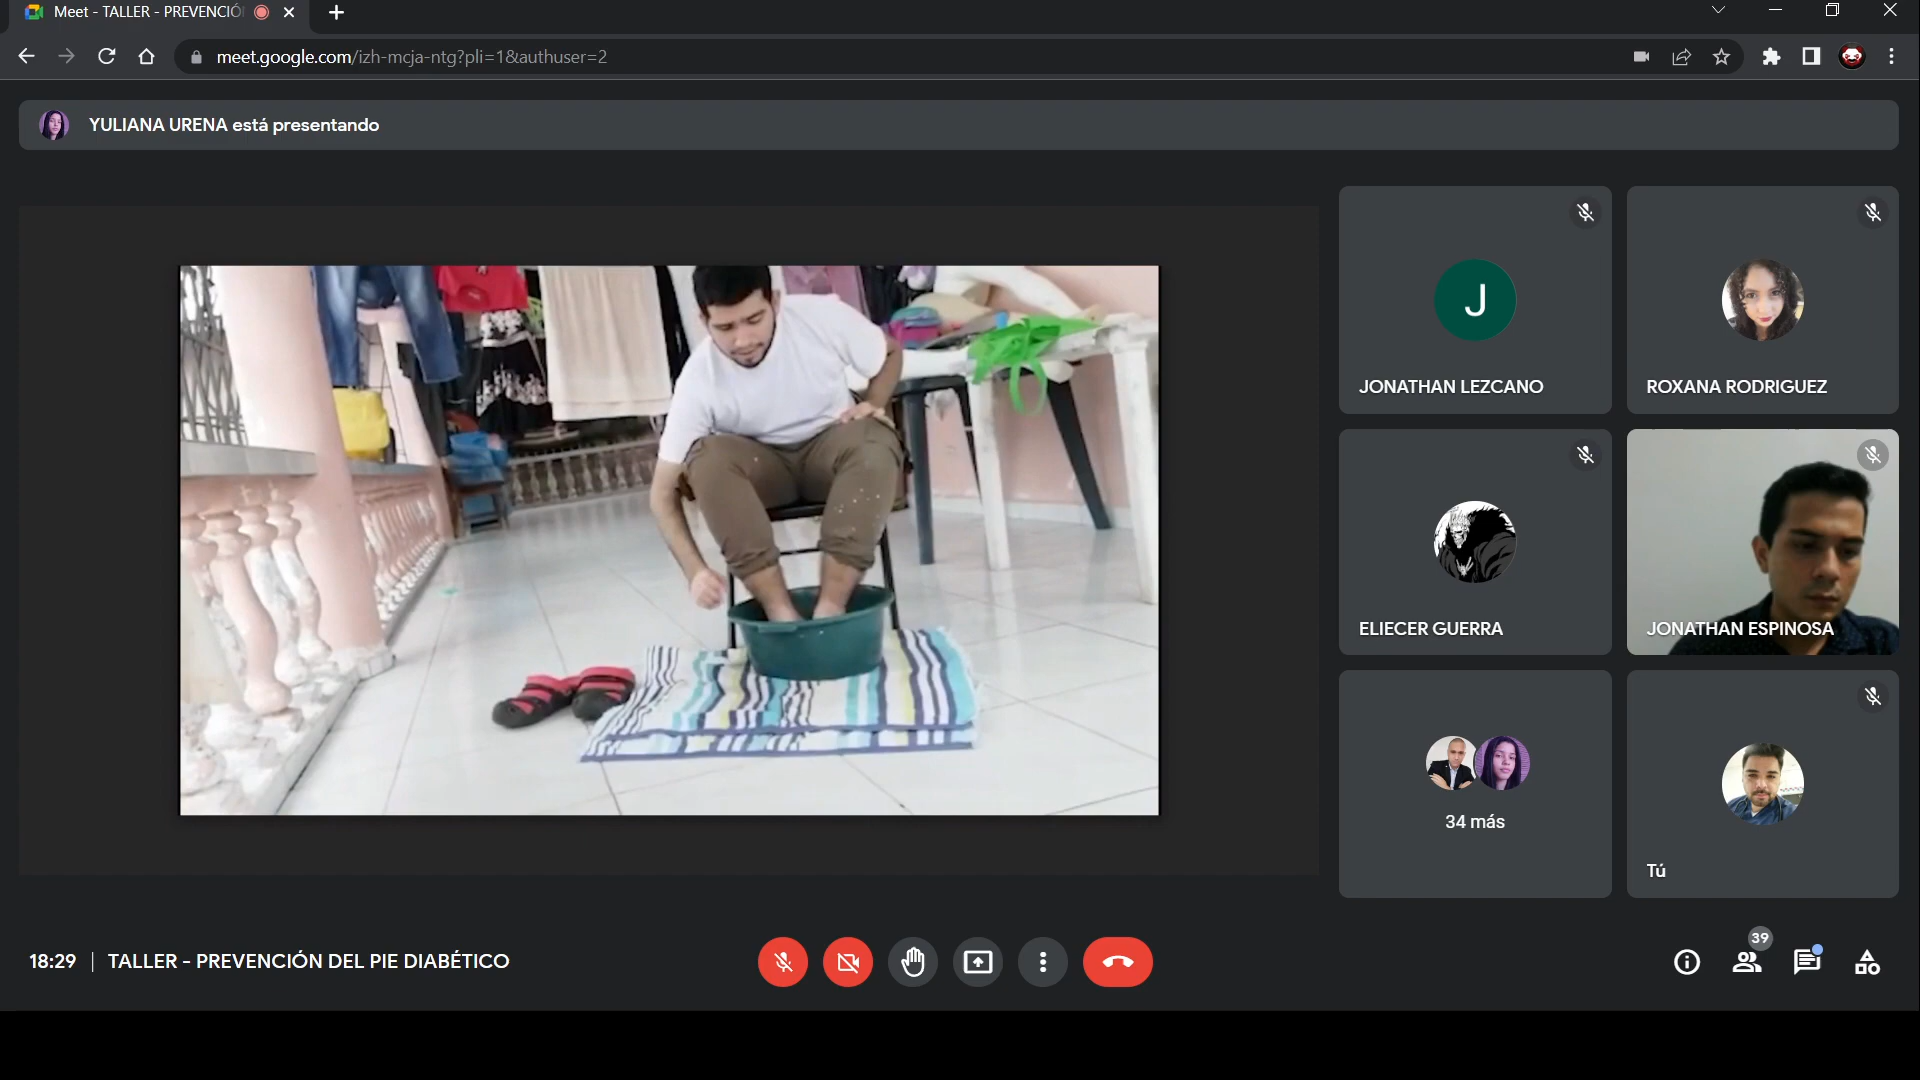 Meet - TALLER - PREVENCIÓ
meet.google.com/izh-mcja-ntg?pli=1&authuser=2
YULIANA URENA está presentando
J
JONATHAN LEZCANO
ROXANA RODRIGUEZ
ELIECER GUERRA
JONATHAN ESPINOSA
34 más
Tú
18:29 | TALLER - PREVENCIÓN DEL PIE DIABÉTICO
39